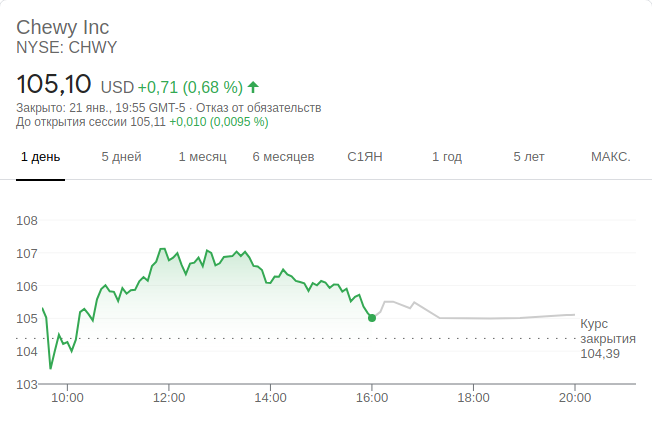 Chewy Inc
NYSE: CHWY
105,10 USD +0,71 (0,68 %)
Закрыто: 21 янв., 19:55 GMT-5 · Отказ от обязательств
До открытия сессии 105,11 +0,010 (0,0095 %)
1 день 5 дней 1 месяц 6 месяцев С1ЯН 1 год 5 лет МАКС.
108
107
106
105
104
103
Курс
закрытия
104,39
10:00 12:00 14:00 16:00 18:00 20:00